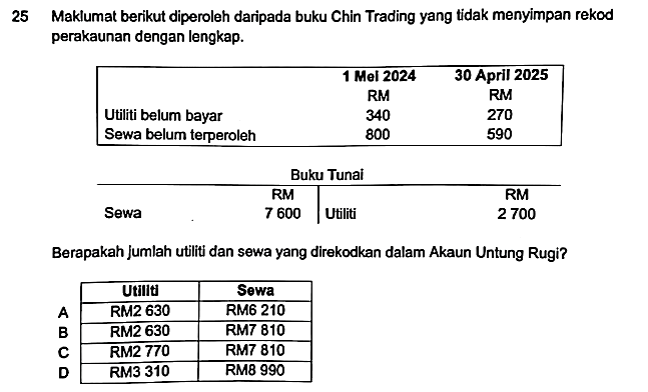 25 Maklumat berikut diperoleh daripada buku Chin Trading yang tidak menyimpan rekod
perakaunan dengan lengkap.
1 Mei 2024 30 April 2025
RM RM
Utiliti belum bayar 340 270
Sewa belum terperoleh 800 590
Buku Tunai
RM RM
Sewa 7 600 Utiliti 2 700
Berapakah jumlah utiliti dan sewa yang direkodkan dalam Akaun Untung Rugi?
Utiliti Sewa
A RM2 630 RM6 210
B RM2 630 RM7 810
C RM2 770 RM7 810
D RM3 310 RM8 990